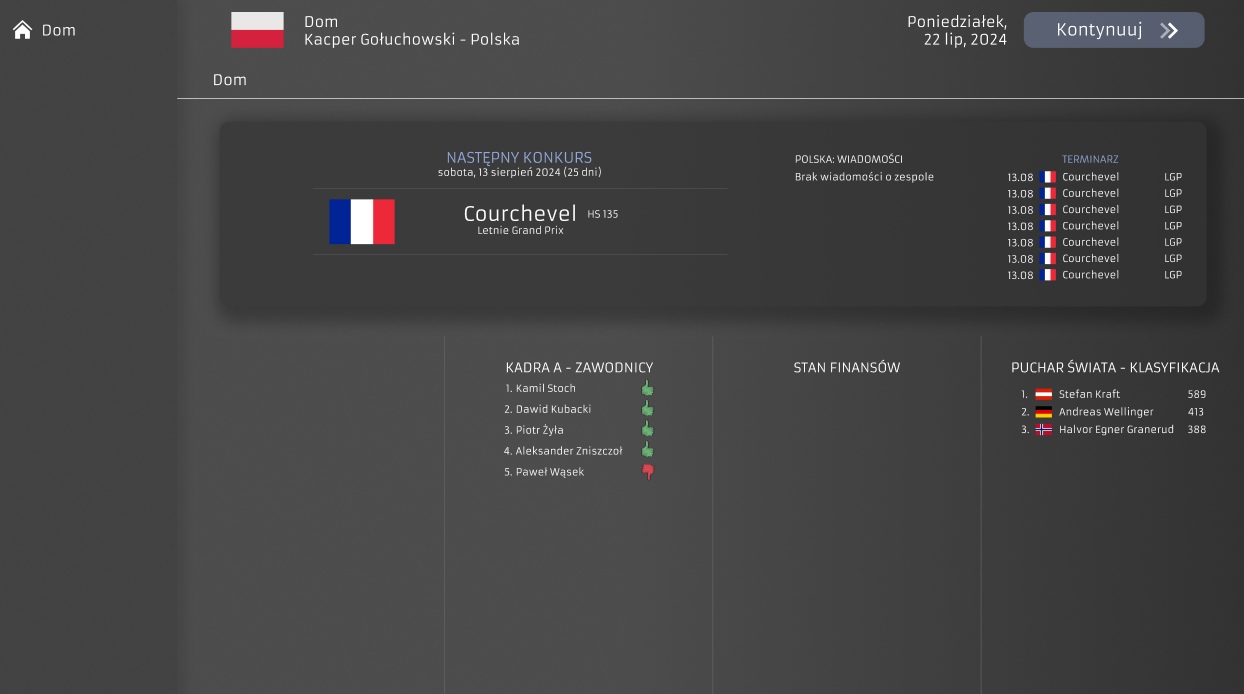 Dom
Dom
Kacper Gołuchowski - Polska
Poniedziałek,
22 lip, 2024
Kontynuuj
Dom
NASTĘPNY KONKURS
sobota, 13 sierpień 2024 (25 dni)
Courchevel HS 135
Letnie Grand Prix
POLSKA: WIADOMOŚCI
Brak wiadomości o zespole
TERMINARZ
13.08 Courchevel LGP
13.08 Courchevel LGP
13.08 Courchevel LGP
13.08 Courchevel LGP
13.08 Courchevel LGP
13.08 Courchevel LGP
13.08 Courchevel LGP
KADRA A - ZAWODNICY
1. Kamil Stoch
2. Dawid Kubacki
3. Piotr Żyła
4. Aleksander Zniszczoł
5. Paweł Wąsek
STAN FINANSÓW
PUCHAR ŚWIATA - KLASYFIKACJA
1. Stefan Kraft 589
2. Andreas Wellinger 413
3. Halvor Egner Granerud 388